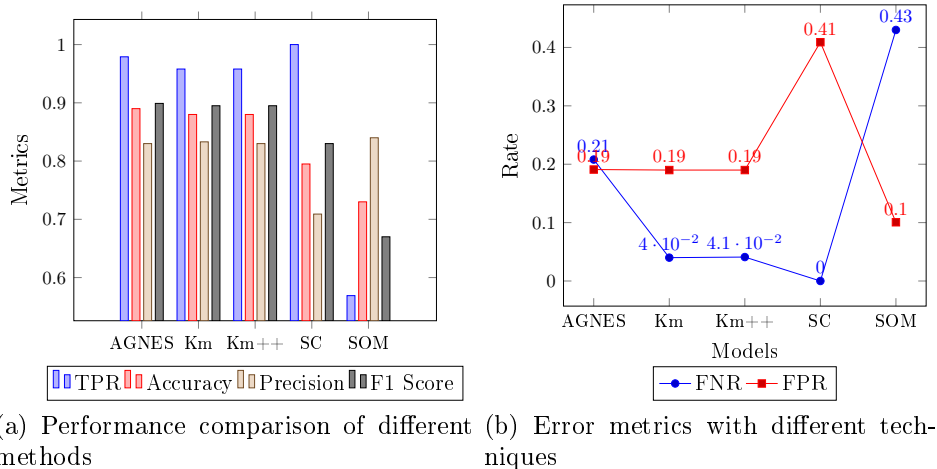 1
0.9
0.8
0.7
0.6
Metrics
AGNES Km Km++ SC SOM
TPR Accuracy Precision F1 Score
(a) Performance comparison of different methods
0.4
0.3
0.2
0.1
0
Rate
0.21
4 · 10⁻²
4.1 · 10⁻²
0
0.43
0.19
0.19
0.19
0.41
0.1
AGNES Km Km++ SC SOM
Models
FNR FPR
(b) Error metrics with different tech-
niques